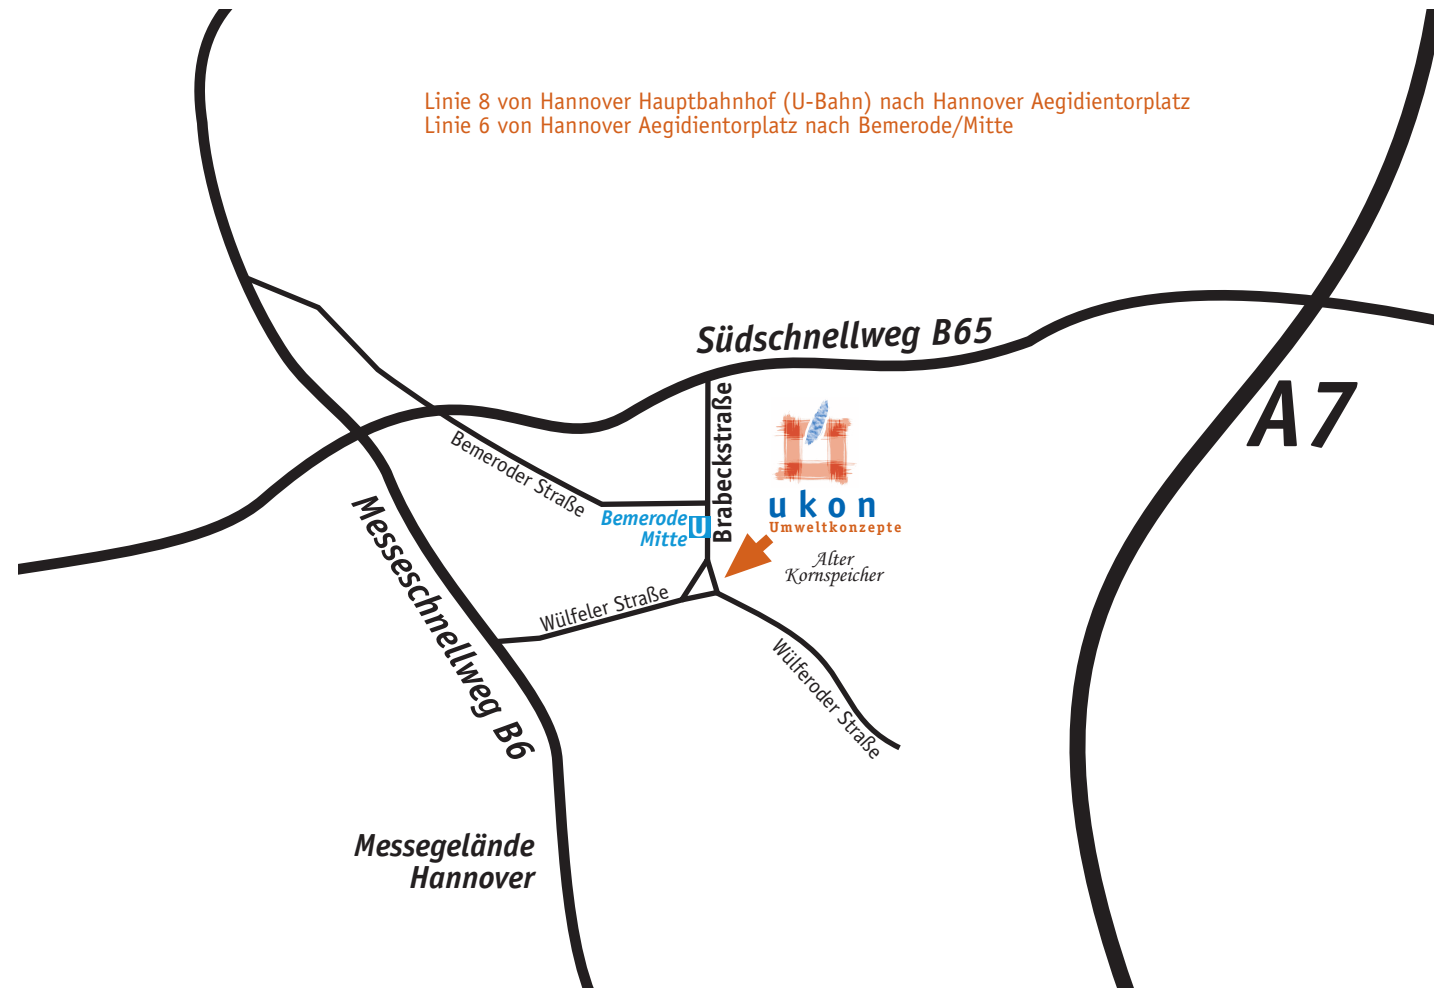 Linie 8 von Hannover Hauptbahnhof (U-Bahn) nach Hannover Aegidientorplatz
Linie 6 von Hannover Aegidientorplatz nach Bemerode/Mitte
Südschnellweg B65
A7
Brabeckstraße
Bemeroder Straße
ukon
Umweltkonzepte
Bemerode
Mitte
U
Alter
Kornspeicher
Messeschnellweg B6
Wülfeler Straße
Wülferoder Straße
Messegelände
Hannover